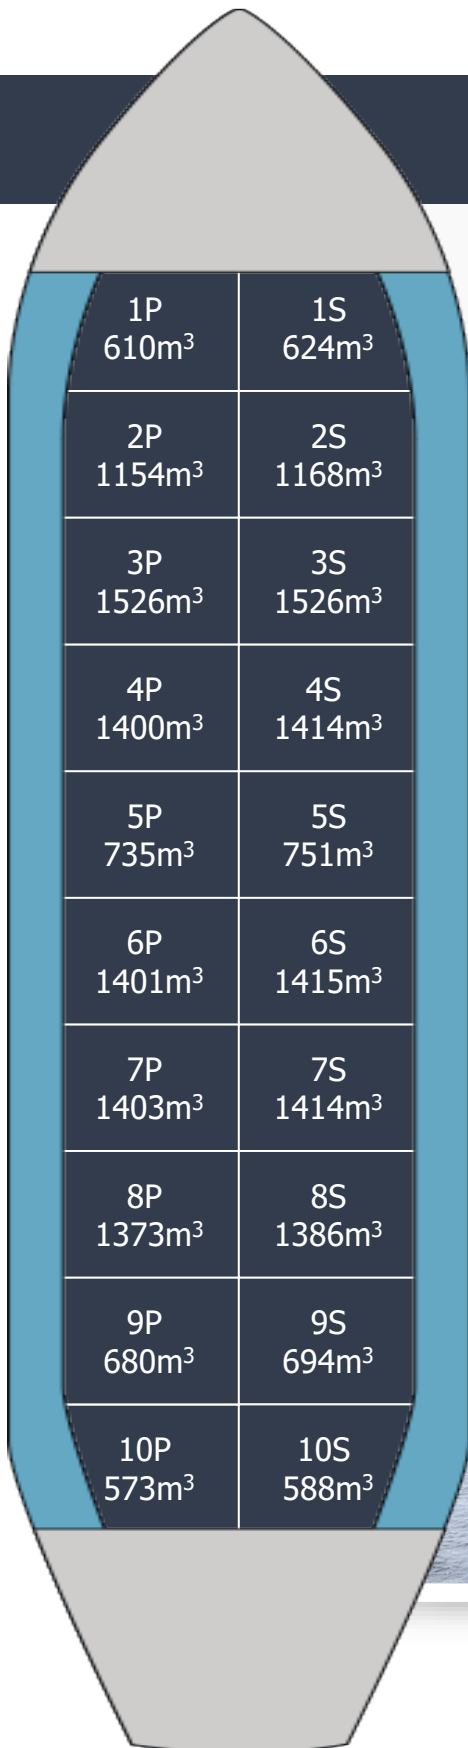 1P
610m³
1S
624m³
2P
1154m³
2S
1168m³
3P
1526m³
3S
1526m³
4P
1400m³
4S
1414m³
5P
735m³
5S
751m³
6P
1401m³
6S
1415m³
7P
1403m³
7S
1414m³
8P
1373m³
8S
1386m³
9P
680m³
9S
694m³
10P
573m³
10S
588m³